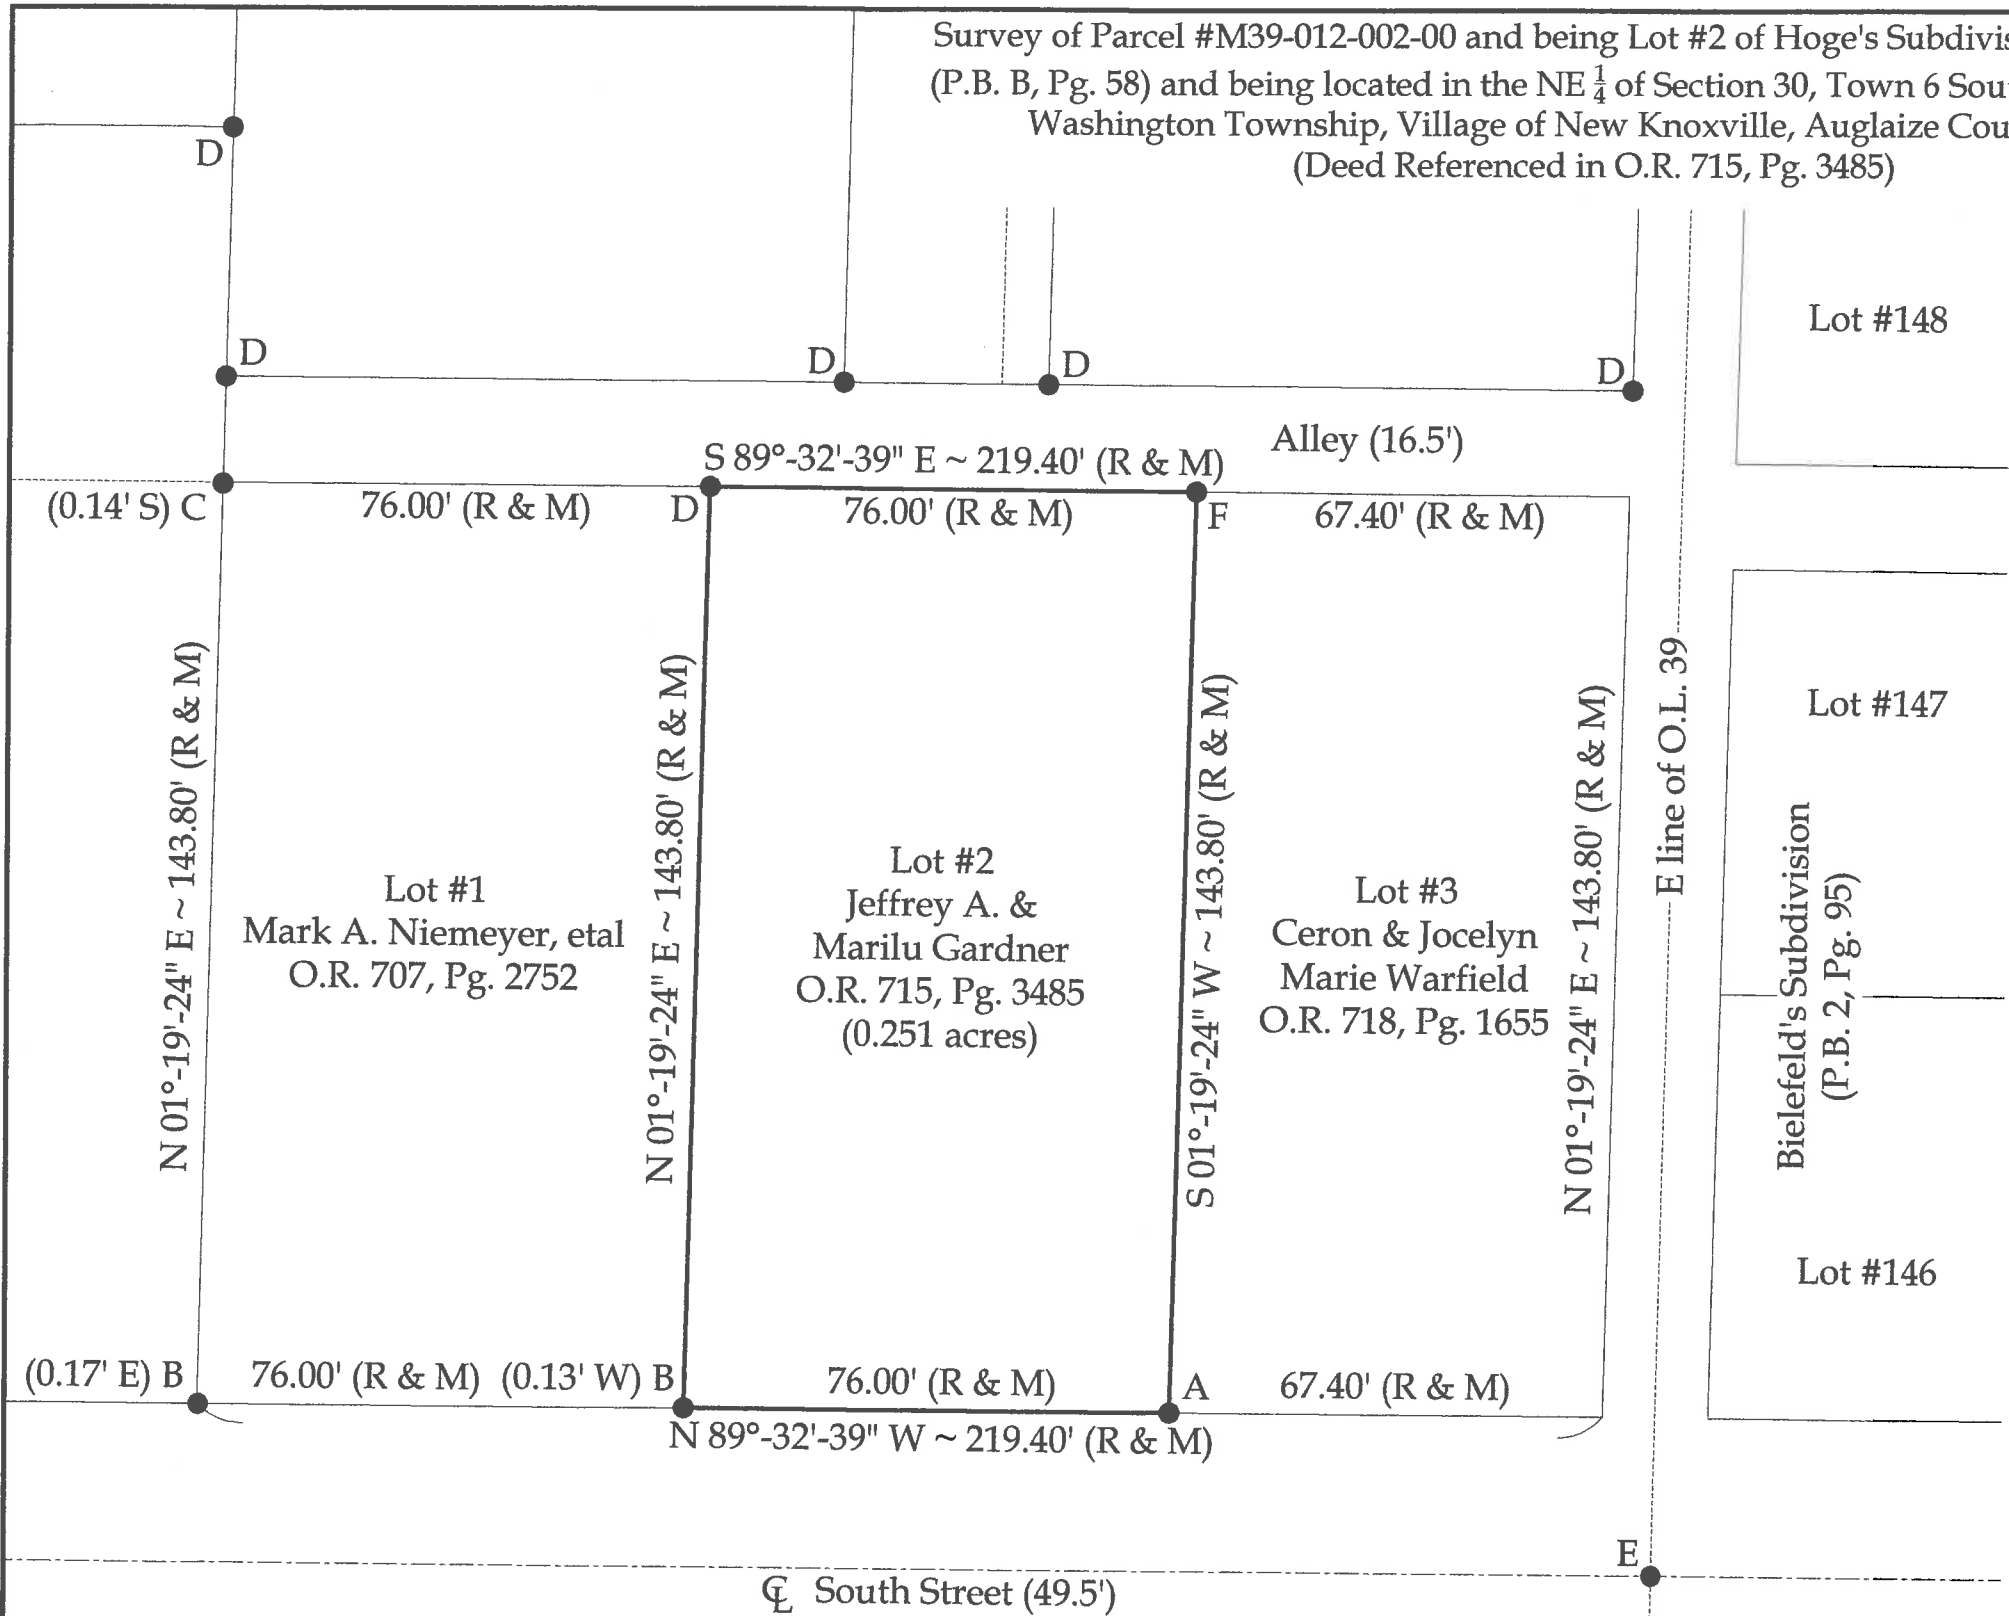 Survey of Parcel #M39-012-002-00 and being Lot #2 of Hoge's Subdivis
(P.B. B, Pg. 58) and being located in the NE 1/4 of Section 30, Town 6 Sou
Washington Township, Village of New Knoxville, Auglaize Cou
(Deed Referenced in O.R. 715, Pg. 3485)
D
Lot #148
D
D
D
D
Alley (16.5')
S 89°-32'-39" E ~ 219.40' (R & M)
(0.14' S) C
76.00' (R & M)
D
76.00' (R & M)
F
67.40' (R & M)
N 01°-19'-24" E ~ 143.80' (R & M)
N 01°-19'-24" E ~ 143.80' (R & M)
S 01°-19'-24" W ~ 143.80' (R & M)
N 01°-19'-24" E ~ 143.80' (R & M)
E line of O.L. 39
Lot #147
Bielefeld's Subdivision
(P.B. 2, Pg. 95)
Lot #1
Mark A. Niemeyer, etal
O.R. 707, Pg. 2752
Lot #2
Jeffrey A. &
Marilu Gardner
O.R. 715, Pg. 3485
(0.251 acres)
Lot #3
Ceron & Jocelyn
Marie Warfield
O.R. 718, Pg. 1655
Lot #146
(0.17' E) B
76.00' (R & M)
(0.13' W) B
76.00' (R & M)
A
67.40' (R & M)
N 89°-32'-39" W ~ 219.40' (R & M)
E
℄ South Street (49.5')